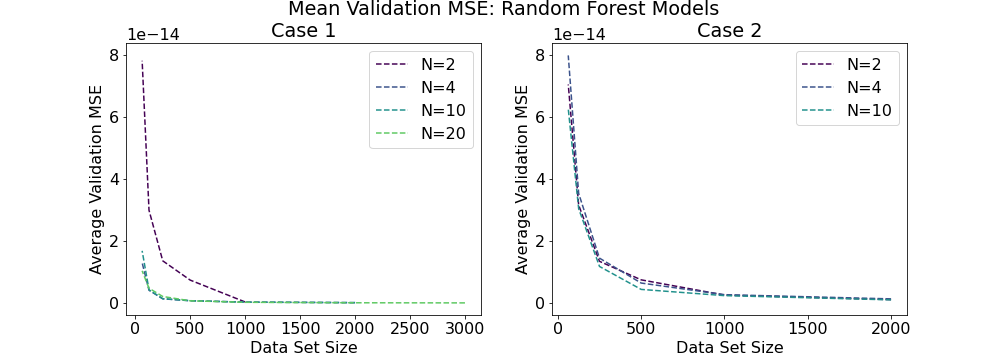 Mean Validation MSE: Random Forest Models
Case 1
1e−14
Average Validation MSE
8
6
4
2
0
N=2
N=4
N=10
N=20
0 500 1000 1500 2000 2500 3000
Data Set Size
Case 2
1e−14
Average Validation MSE
8
6
4
2
0
N=2
N=4
N=10
0 500 1000 1500 2000
Data Set Size